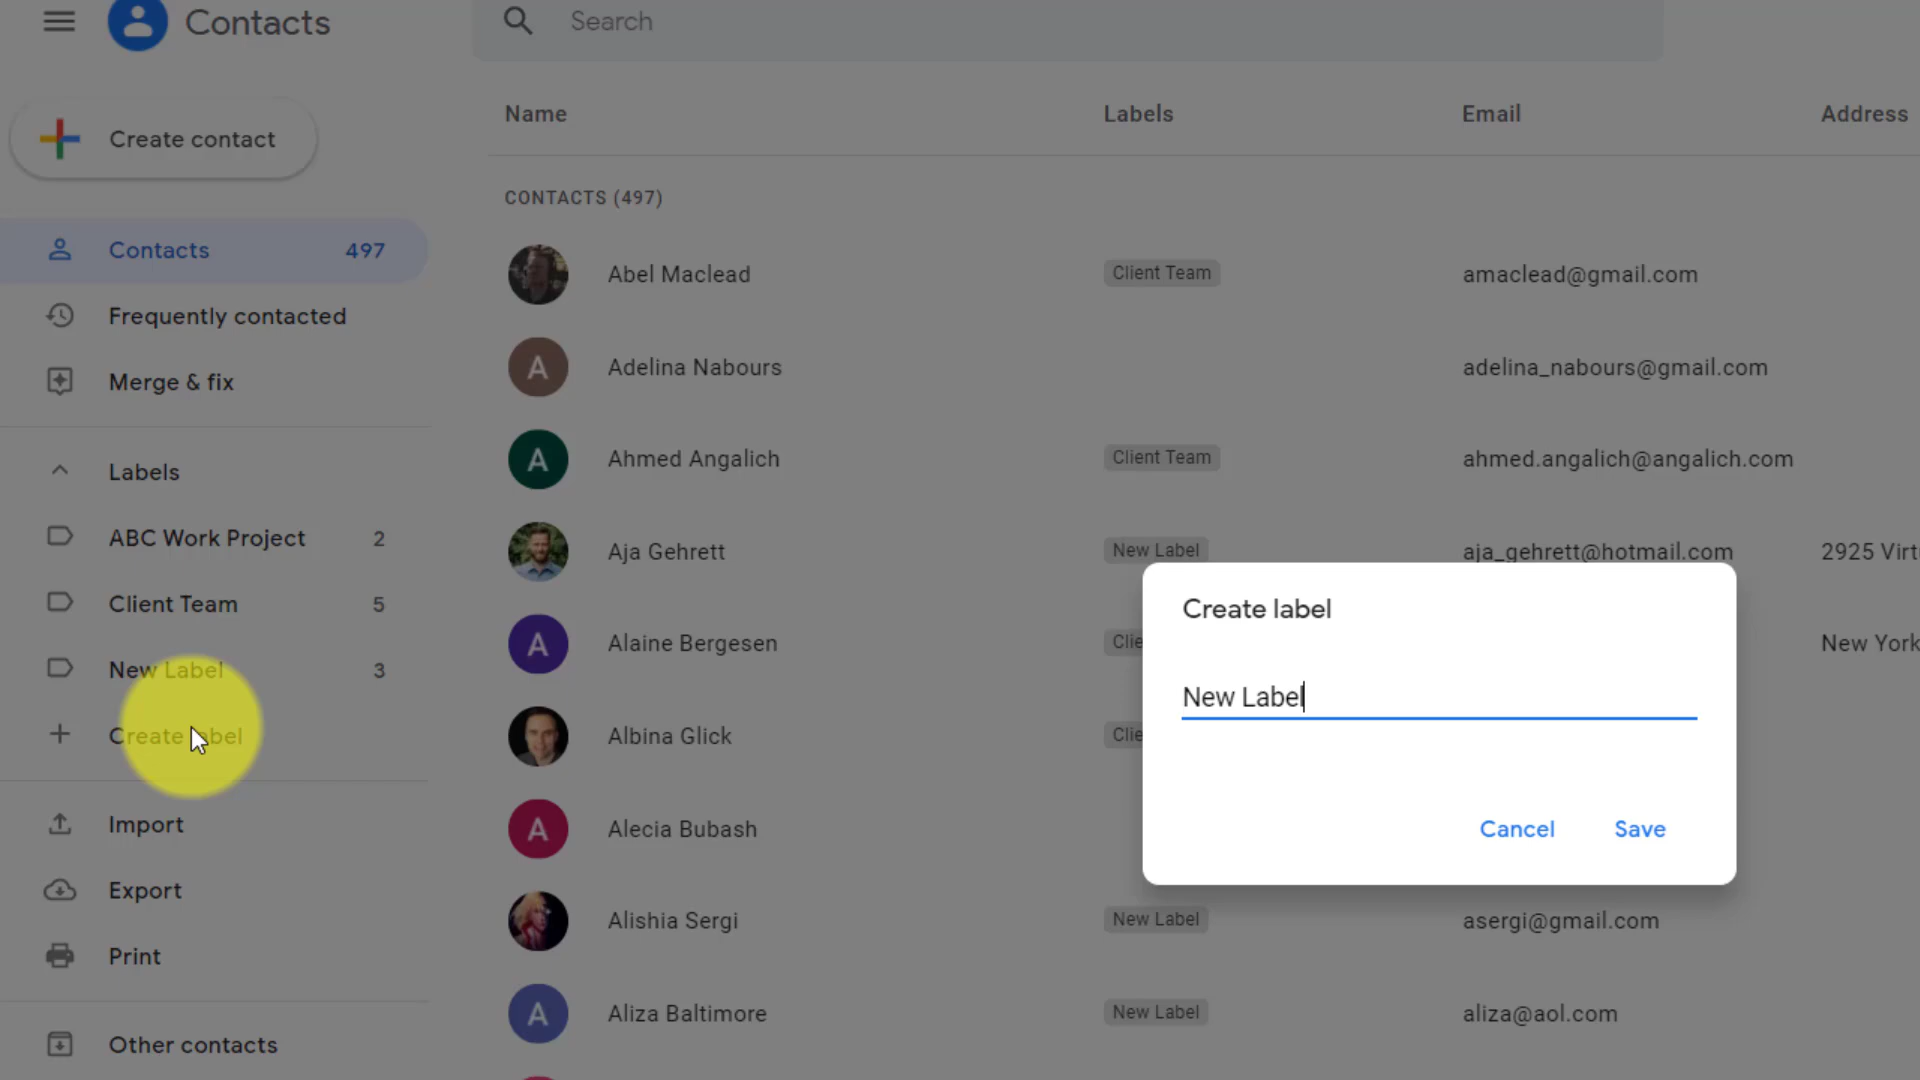 Contacts
Search
Create contact
Contacts 497
Frequently contacted
Merge & fix
Labels
ABC Work Project 2
Client Team 5
New Label 3
Create label
Import
Export
Print
Other contacts
Name Labels Email Address
CONTACTS (497)
Abel Maclead Client Team amaclead@gmail.com
A Adelina Nabours adelina_nabours@gmail.com
A Ahmed Angalich Client Team ahmed.angalich@angalich.com
Aja Gehrett New Label aja_gehrett@hotmail.com 2925 Virt
A Alaine Bergesen Clie New York
Albina Glick Clie
A Alecia Bubash
Alishia Sergi New Label asergi@gmail.com
A Aliza Baltimore New Label aliza@aol.com
Create label
New Label
Cancel Save